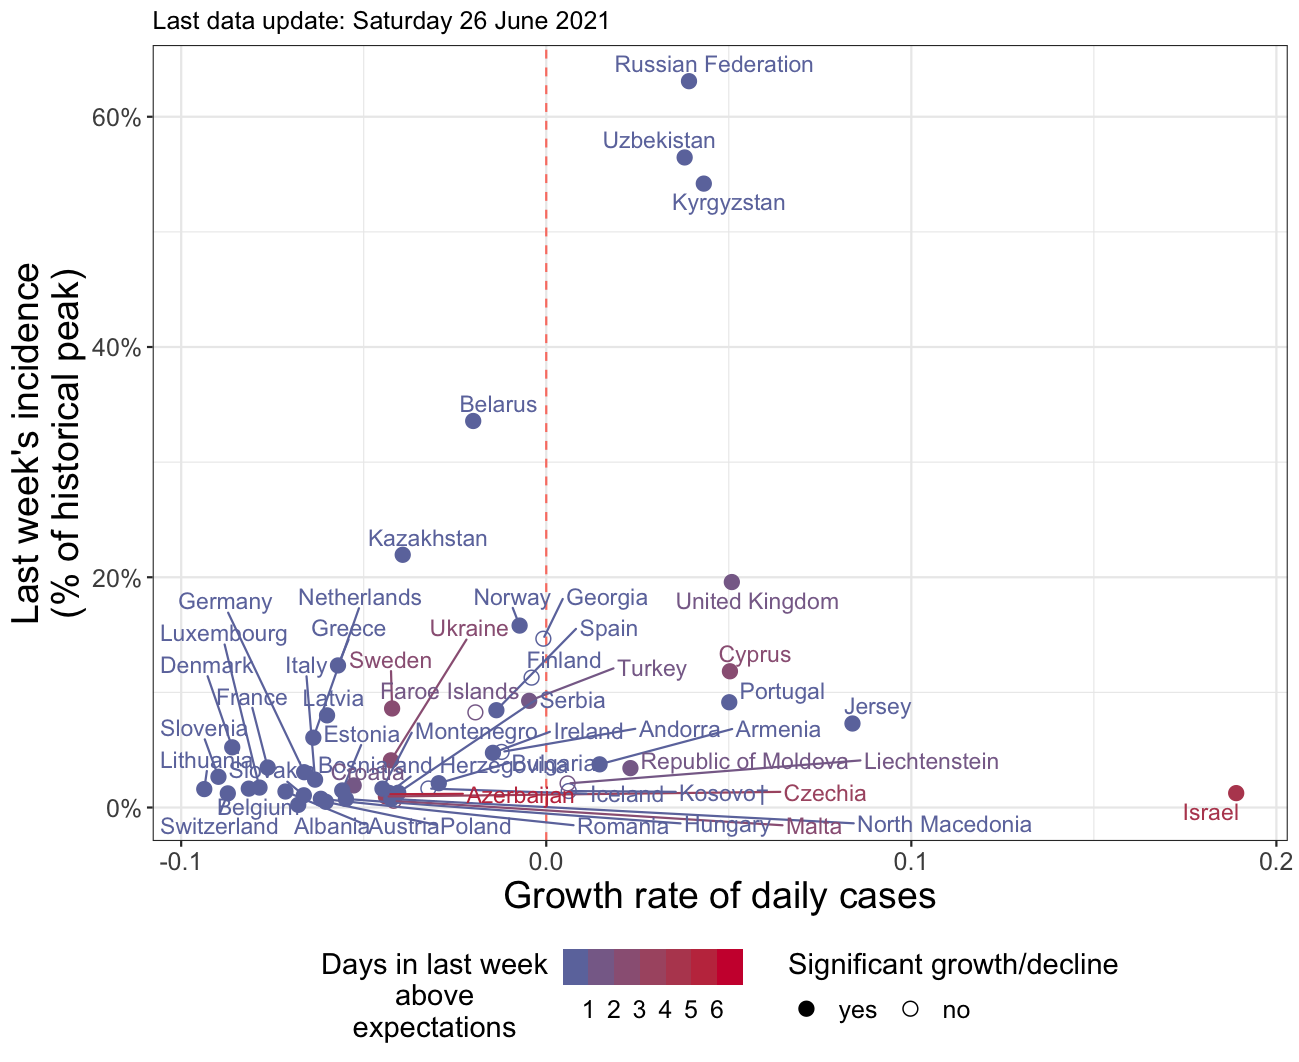 Last data update: Saturday 26 June 2021
Last week's incidence
(% of historical peak)
60%
40%
20%
0%
Russian Federation
Uzbekistan
Kyrgyzstan
Belarus
Kazakhstan
United Kingdom
Germany
Netherlands
Norway
Georgia
Luxembourg
Greece
Ukraine
Spain
Denmark
Italy
Sweden
Finland
Turkey
Cyprus
France
Latvia
Faroe Islands
Serbia
Portugal
Jersey
Slovenia
Estonia
Montenegro
Ireland
Andorra
Armenia
Lithuania
Slovakia
Croatia
Bosnia and Herzegovina
Bulgaria
Republic of Moldova
Liechtenstein
Belgium
Azerbaijan
Iceland
Kosovo†
Czechia
Israel
Switzerland
Albania
Austria
Poland
Romania
Hungary
Malta
North Macedonia
-0.1
0.0
0.1
0.2
Growth rate of daily cases
Days in last week
above
expectations
1 2 3 4 5 6
Significant growth/decline
yes
no